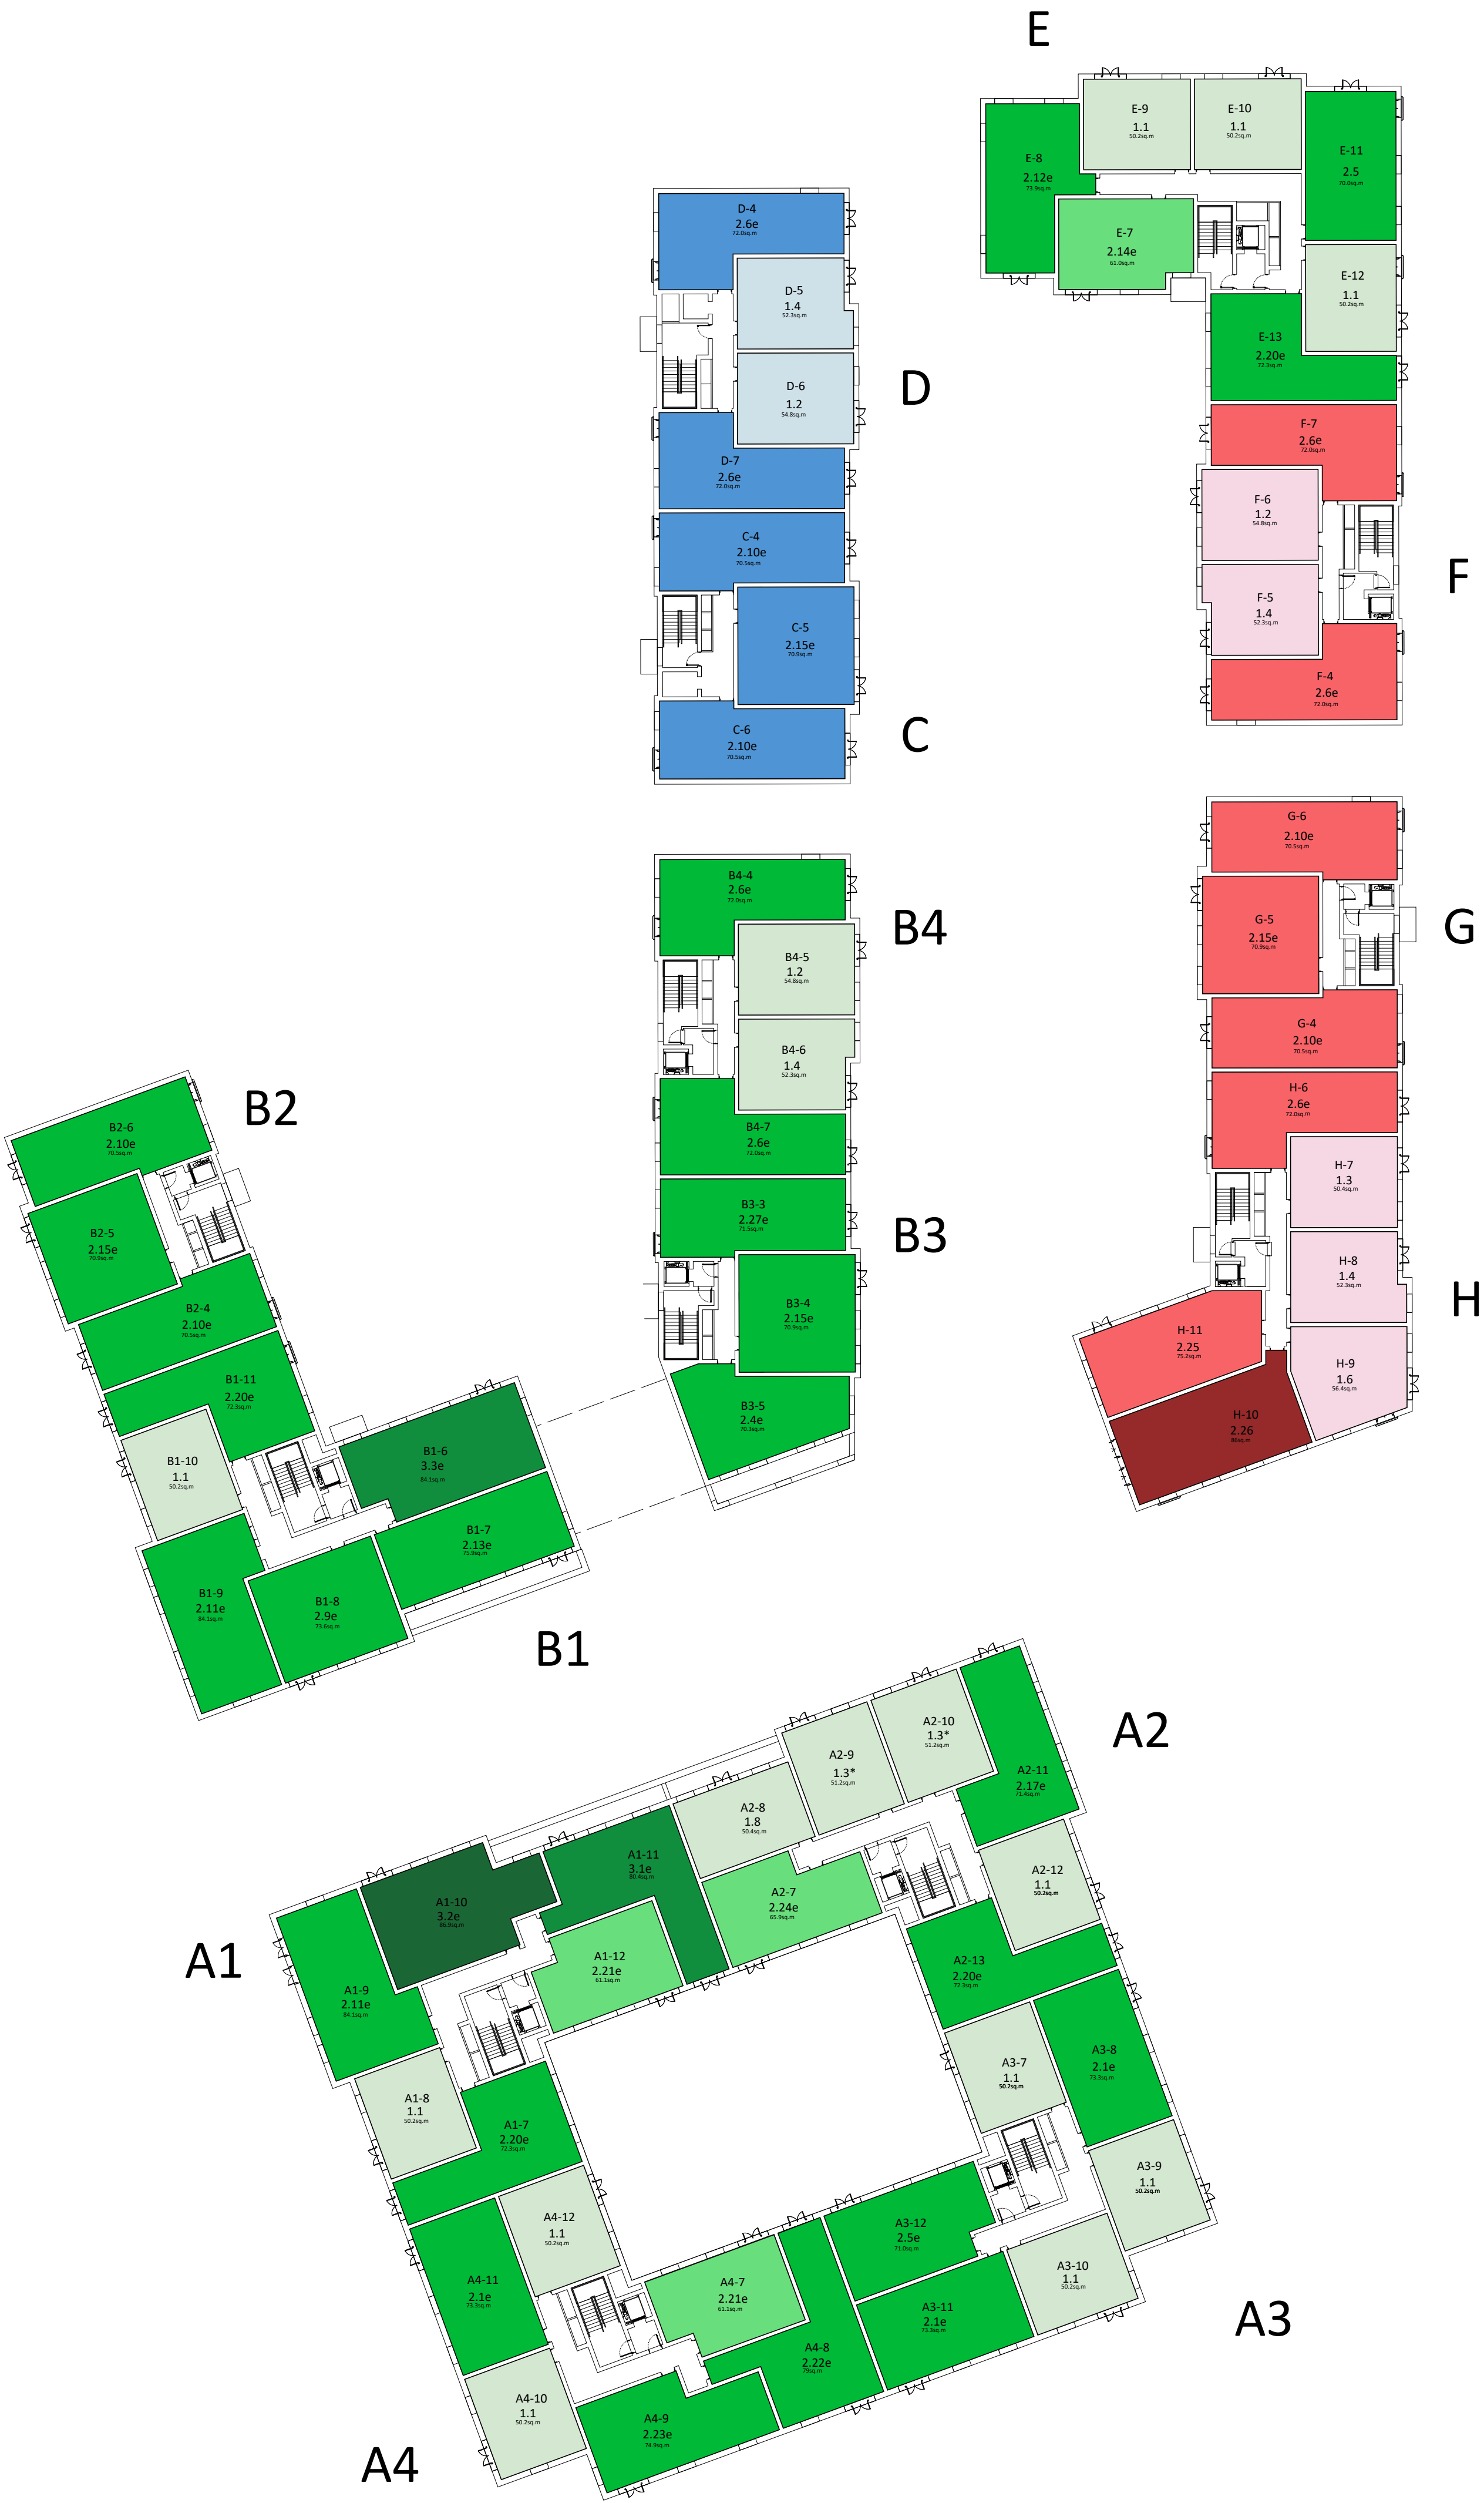 E
E-9
1.1
50.2sq.m
E-10
1.1
50.2sq.m
E-8
2.12e
73.9sq.m
E-11
2.5
70.0sq.m
E-7
2.14e
61.0sq.m
E-12
1.1
50.2sq.m
E-13
2.20e
72.3sq.m
D-4
2.6e
72.0sq.m
D-5
1.4
52.3sq.m
D-6
1.2
54.8sq.m
D
D-7
2.6e
72.0sq.m
C-4
2.10e
70.5sq.m
C-5
2.15e
70.9sq.m
C-6
2.10e
70.5sq.m
C
F-7
2.6e
72.0sq.m
F-6
1.2
54.8sq.m
F
F-5
1.4
52.3sq.m
F-4
2.6e
72.0sq.m
G-6
2.10e
70.5sq.m
G-5
2.15e
70.9sq.m
G
G-4
2.10e
70.5sq.m
H-6
2.6e
72.0sq.m
H-7
1.3
50.4sq.m
H-8
1.4
52.3sq.m
H
H-11
2.25
75.2sq.m
H-9
1.6
56.4sq.m
H-10
2.26
86sq.m
B4-4
2.6e
72.0sq.m
B4
B4-5
1.2
54.8sq.m
B4-6
1.4
52.3sq.m
B4-7
2.6e
72.0sq.m
B3-3
2.27e
71.5sq.m
B3
B3-4
2.15e
70.9sq.m
B3-5
2.4e
70.3sq.m
B2
B2-6
2.10e
70.5sq.m
B2-5
2.15e
70.9sq.m
B2-4
2.10e
70.5sq.m
B1-11
2.20e
72.3sq.m
B1-10
1.1
50.2sq.m
B1-6
3.3e
84.1sq.m
B1-7
2.13e
75.9sq.m
B1-9
2.11e
84.1sq.m
B1-8
2.9e
73.6sq.m
B1
A2
A2-10
1.3*
51.2sq.m
A2-9
1.3*
51.2sq.m
A2-11
2.17e
71.4sq.m
A2-8
1.8
50.4sq.m
A2-12
1.1
50.2sq.m
A2-7
2.24e
65.9sq.m
A2-13
2.20e
72.3sq.m
A1-11
3.1e
80.4sq.m
A1-10
3.2e
86.9sq.m
A1
A1-12
2.21e
61.1sq.m
A1-9
2.11e
84.1sq.m
A1-8
1.1
50.2sq.m
A1-7
2.20e
72.3sq.m
A3-8
2.1e
73.3sq.m
A3-7
1.1
50.2sq.m
A3-9
1.1
50.2sq.m
A3-12
2.5e
71.0sq.m
A3-10
1.1
50.2sq.m
A3-11
2.1e
73.3sq.m
A3
A4-12
1.1
50.2sq.m
A4-11
2.1e
73.3sq.m
A4-7
2.21e
61.1sq.m
A4-8
2.22e
79sq.m
A4-10
1.1
50.2sq.m
A4-9
2.23e
74.9sq.m
A4